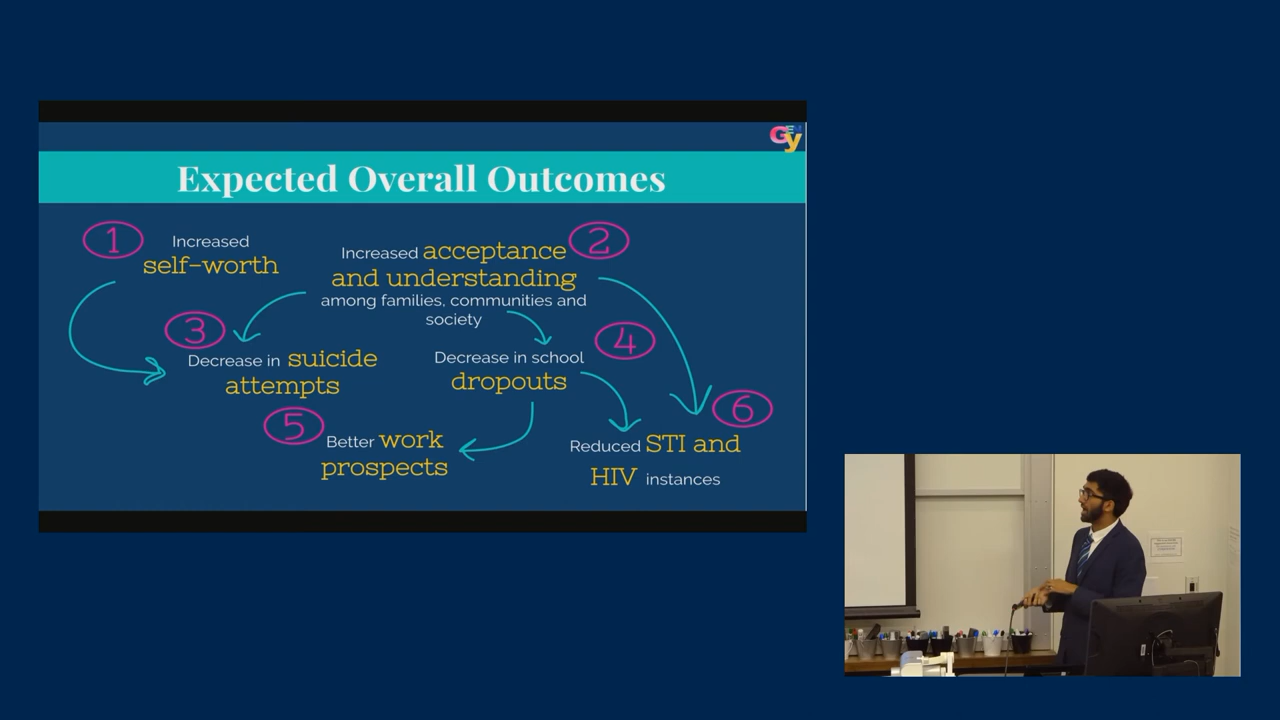 Gy
Expected Overall Outcomes
1
Increased
self-worth
2
Increased acceptance
and understanding
among families, communities and
society
3
Decrease in suicide
attempts
4
Decrease in school
dropouts
5
Better work
prospects
6
Reduced STI and
HIV instances